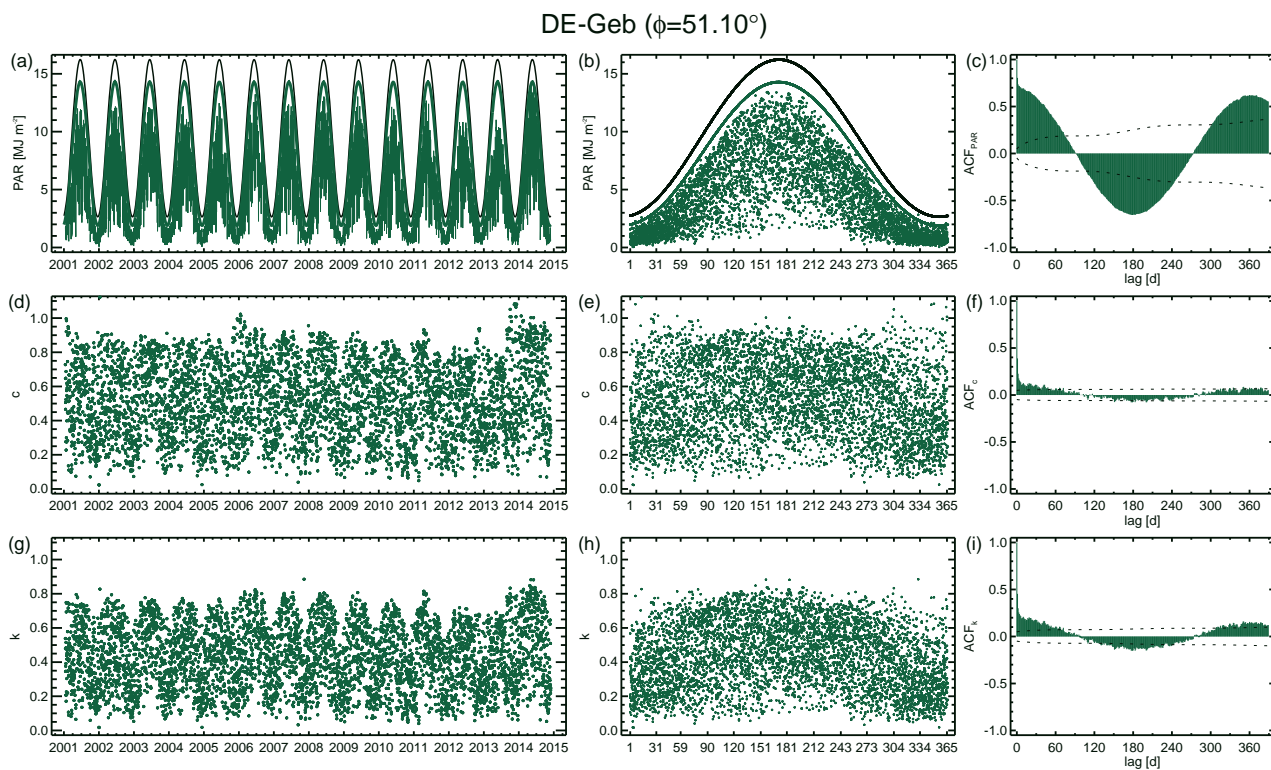 DE-Geb (ϕ=51.10°)
(a)
PAR [MJ m⁻²]
15
10
5
0
2001 2002 2003 2004 2005 2006 2007 2008 2009 2010 2011 2012 2013 2014 2015
(b)
PAR [MJ m⁻²]
15
10
5
0
1 31 59 90 120 151 181 212 243 273 304 334 365
(c)
ACF_PAR
1.0
0.5
0.0
-0.5
-1.0
0 60 120 180 240 300 360
lag [d]
(d)
c
1.0
0.8
0.6
0.4
0.2
0.0
2001 2002 2003 2004 2005 2006 2007 2008 2009 2010 2011 2012 2013 2014 2015
(e)
c
1.0
0.8
0.6
0.4
0.2
0.0
1 31 59 90 120 151 181 212 243 273 304 334 365
(f)
ACF_c
1.0
0.5
0.0
-0.5
-1.0
0 60 120 180 240 300 360
lag [d]
(g)
k
1.0
0.8
0.6
0.4
0.2
0.0
2001 2002 2003 2004 2005 2006 2007 2008 2009 2010 2011 2012 2013 2014 2015
(h)
k
1.0
0.8
0.6
0.4
0.2
0.0
1 31 59 90 120 151 181 212 243 273 304 334 365
(i)
ACF_k
1.0
0.5
0.0
-0.5
-1.0
0 60 120 180 240 300 360
lag [d]